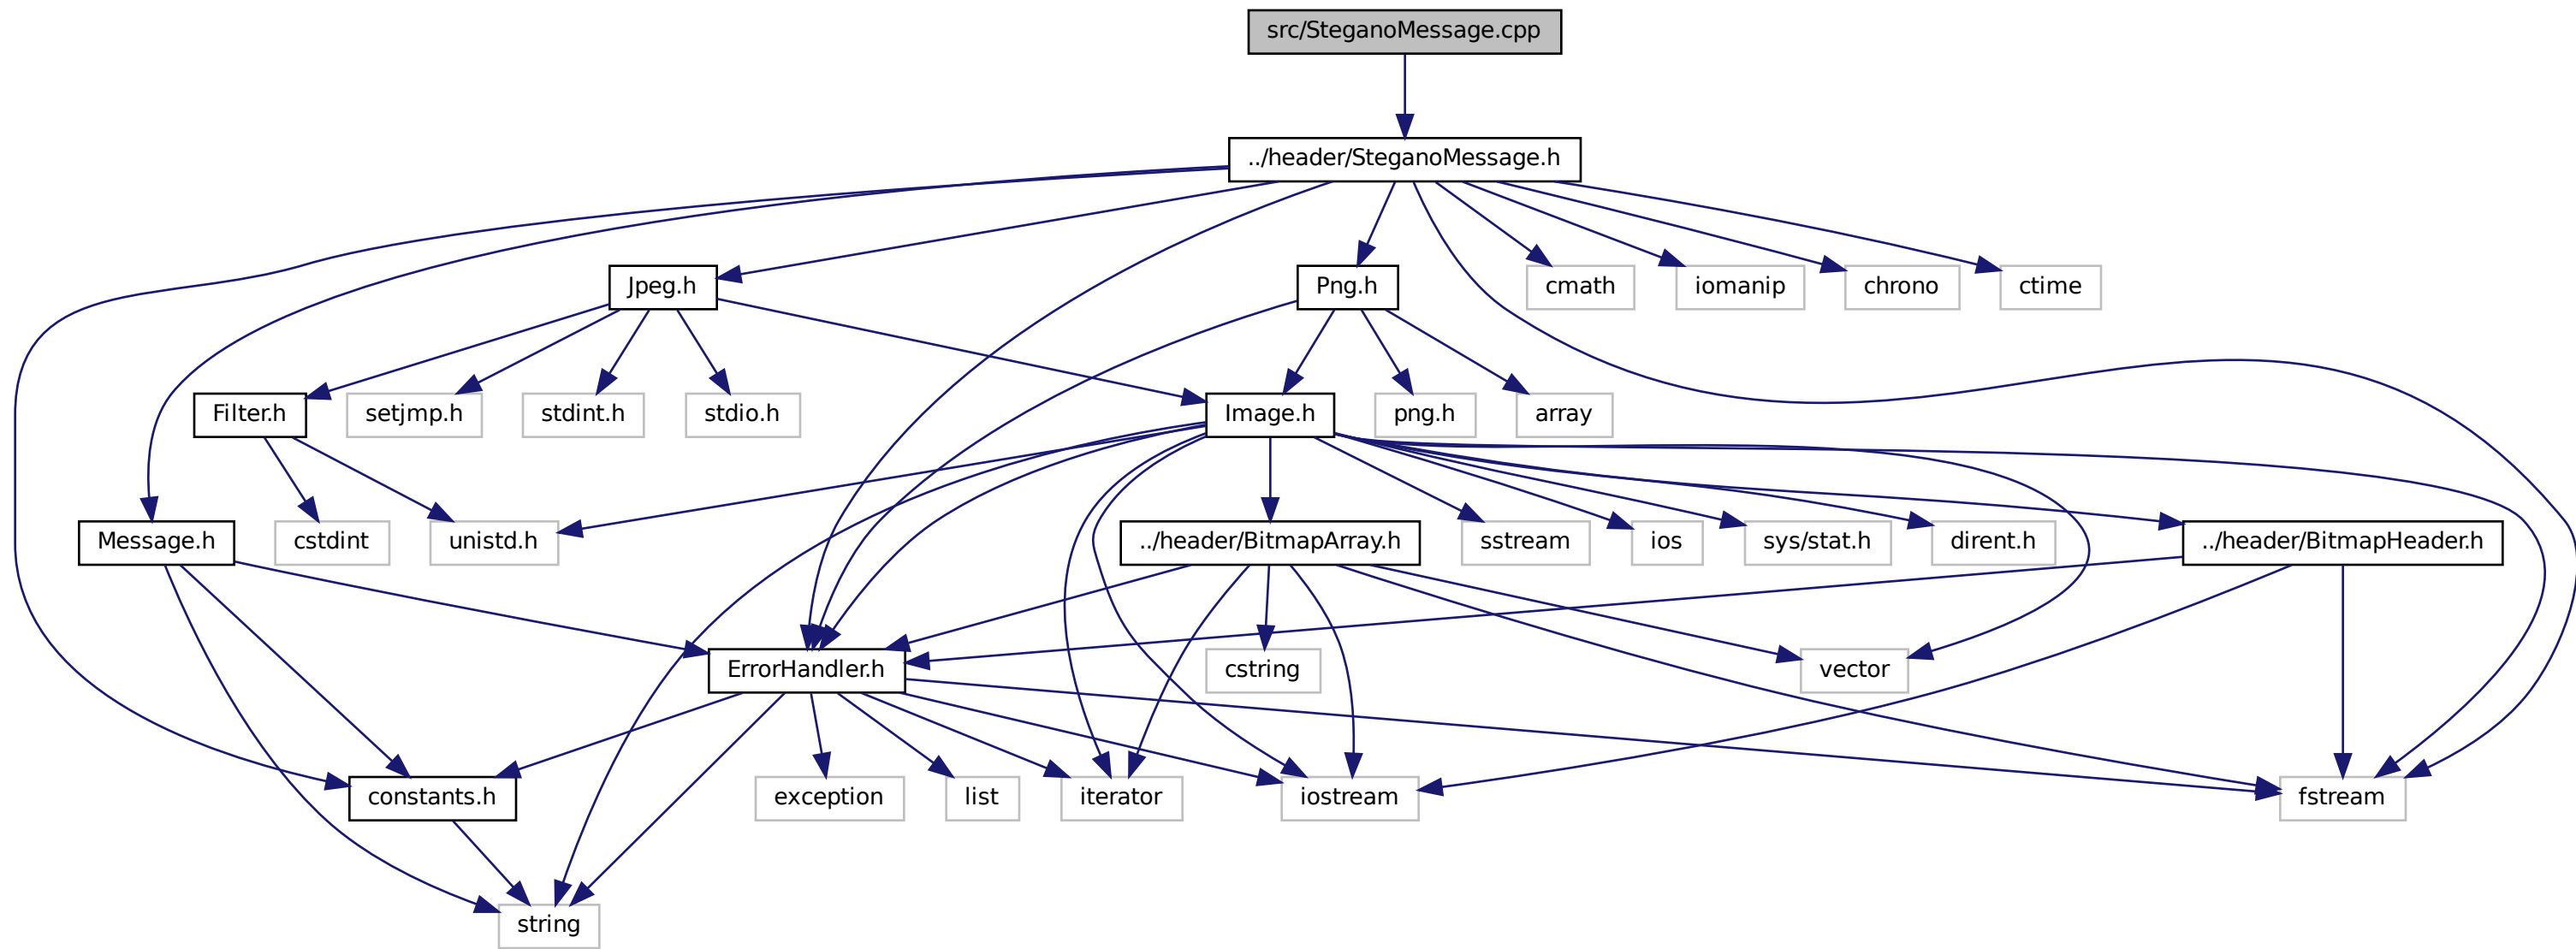 src/SteganoMessage.cpp
../header/SteganoMessage.h
Jpeg.h
Png.h
cmath
iomanip
chrono
ctime
Filter.h
setjmp.h
stdint.h
stdio.h
Image.h
png.h
array
Message.h
cstdint
unistd.h
../header/BitmapArray.h
sstream
ios
sys/stat.h
dirent.h
../header/BitmapHeader.h
ErrorHandler.h
cstring
vector
constants.h
exception
list
iterator
iostream
fstream
string